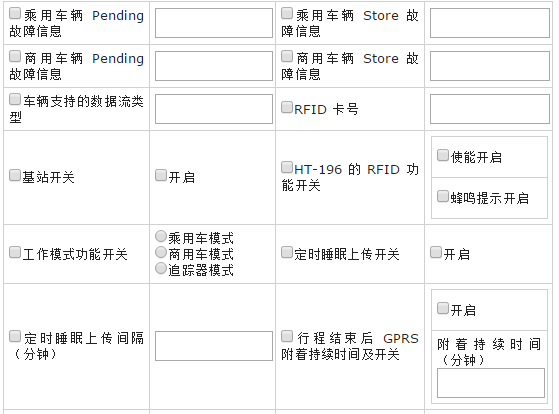 乘用车辆 Pending
故障信息
乘用车辆 Store 故
障信息
商用车辆 Pending
故障信息
商用车辆 Store 故
障信息
车辆支持的数据流类
型
RFID 卡号
基站开关
开启
HT-196 的 RFID 功
能开关
使能开启
蜂鸣提示开启
工作模式功能开关
乘用车模式
商用车模式
追踪器模式
定时睡眠上传开关
开启
定时睡眠上传间隔
（分钟）
行程结束后 GPRS
附着持续时间及开关
开启
附着持续时间
（分钟）